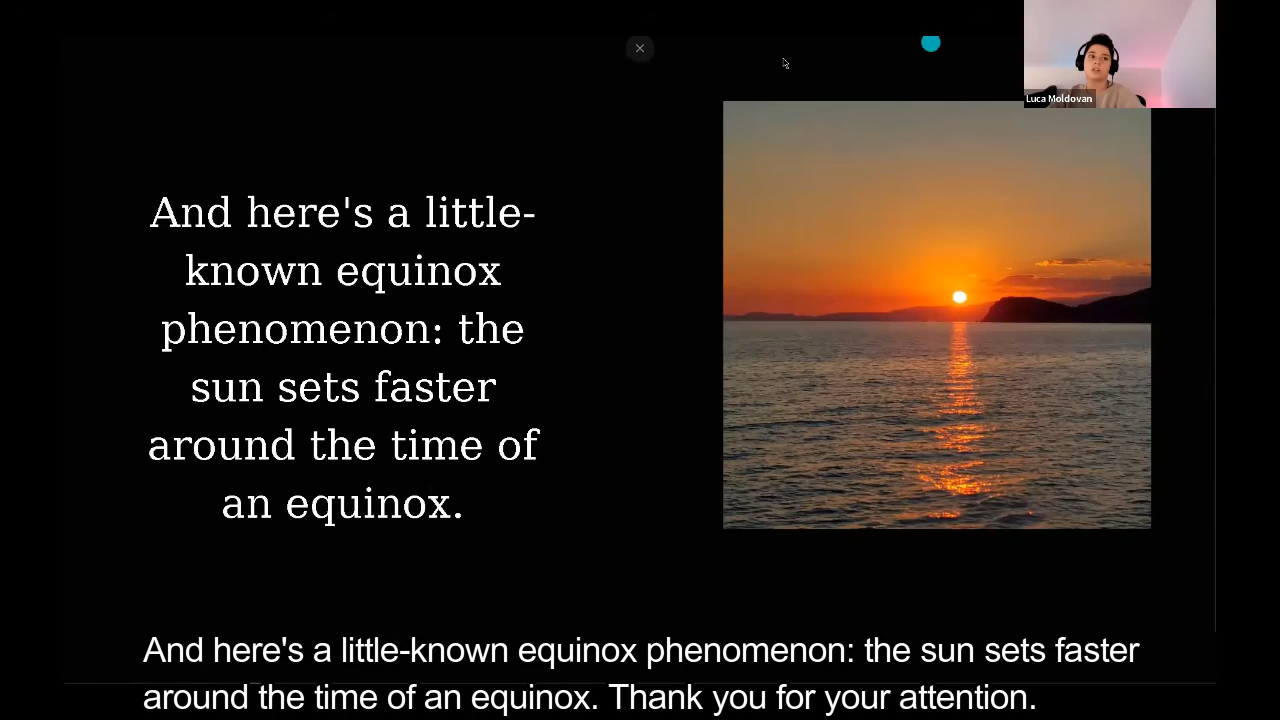 Luca Moldovan
And here's a little-
known equinox
phenomenon: the
sun sets faster
around the time of
an equinox.
And here's a little-known equinox phenomenon: the sun sets faster
around the time of an equinox. Thank you for your attention.